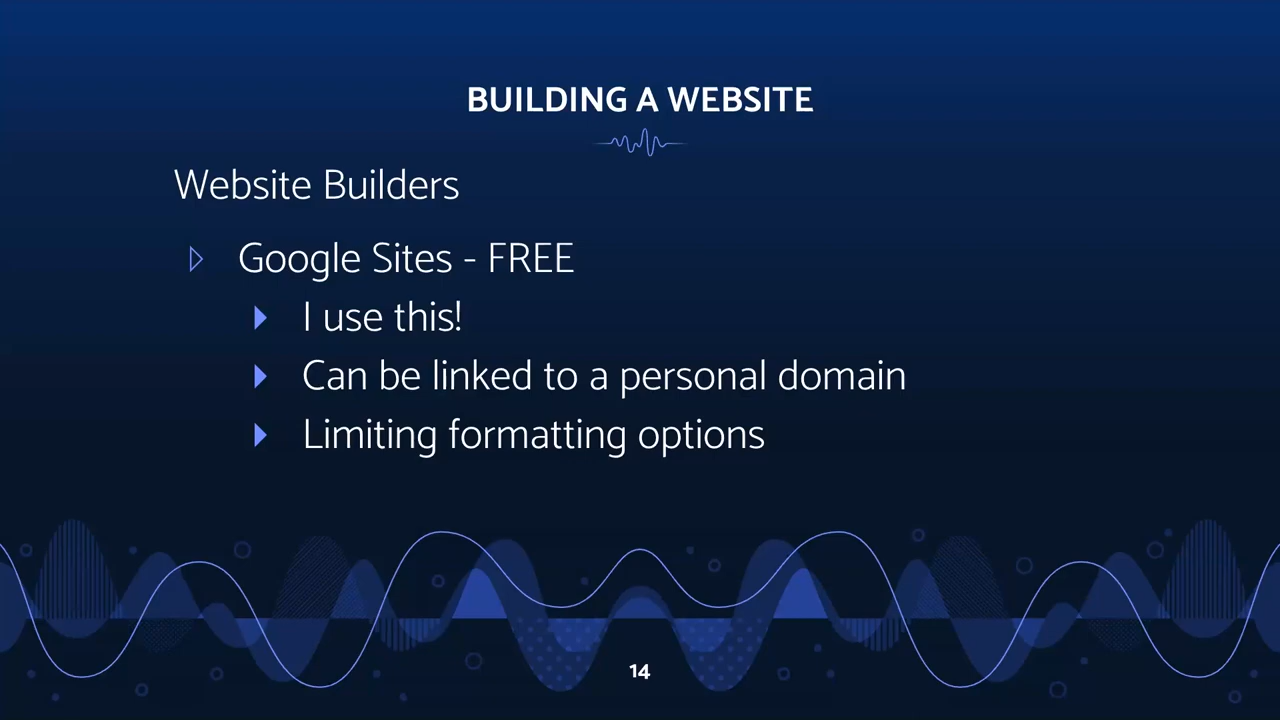 BUILDING A WEBSITE
Website Builders
Google Sites - FREE
I use this!
Can be linked to a personal domain
Limiting formatting options
14